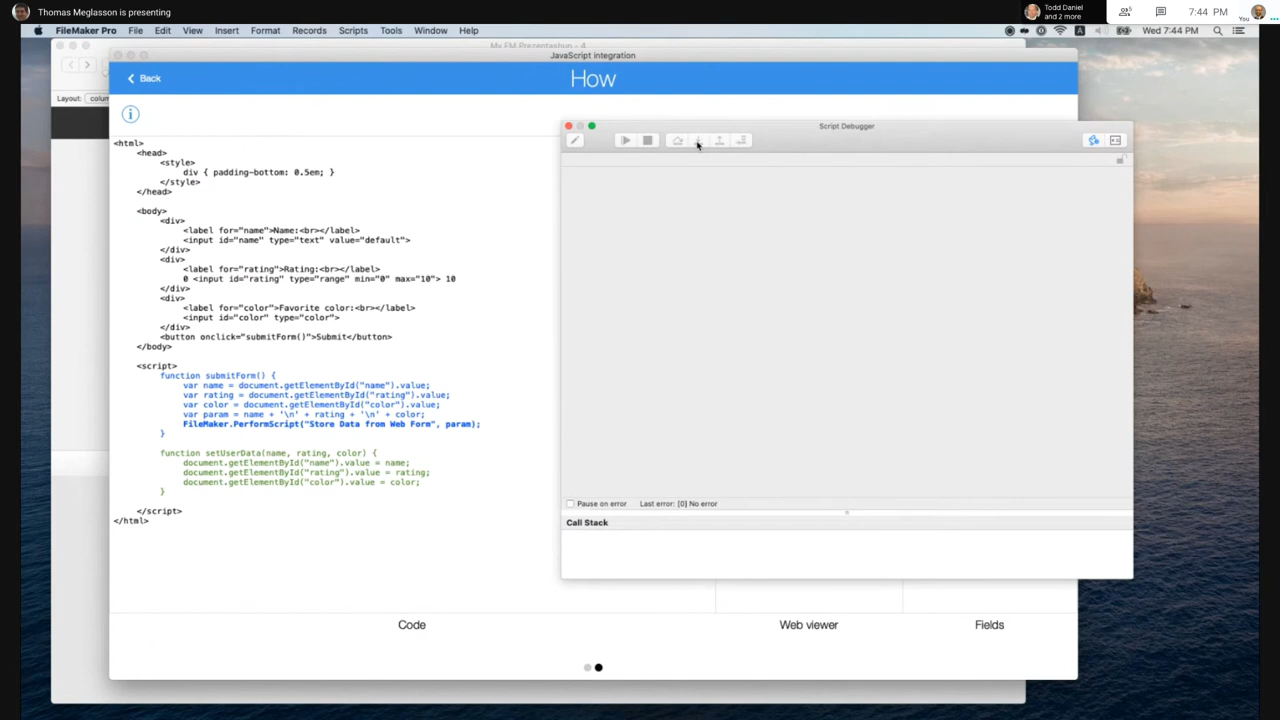 Thomas Meglasson is presenting
Todd Daniel
and 2 more
7:44 PM
You
FileMaker Pro File Edit View Insert Format Records Scripts Tools Window Help
Wed 7:44 PM
My FM Presentashun - 4
JavaScript integration
Back
How
Layout: colum
Script Debugger
<html>
<head>
<style>
div { padding-bottom: 0.5em; }
</style>
</head>
<body>
<div>
<label for="name">Name:<br></label>
<input id="name" type="text" value="default">
</div>
<div>
<label for="rating">Rating:<br></label>
0 <input id="rating" type="range" min="0" max="10"> 10
</div>
<div>
<label for="color">Favorite color:<br></label>
<input id="color" type="color">
</div>
<button onclick="submitForm()">Submit</button>
</body>
<script>
function submitForm() {
var name = document.getElementById("name").value;
var rating = document.getElementById("rating").value;
var color = document.getElementById("color").value;
var param = name + '\n' + rating + '\n' + color;
FileMaker.PerformScript("Store Data from Web Form", param);
}
function setUserData(name, rating, color) {
document.getElementById("name").value = name;
document.getElementById("rating").value = rating;
document.getElementById("color").value = color;
}
</script>
</html>
Pause on error Last error: [0] No error
Call Stack
Code
Web viewer
Fields